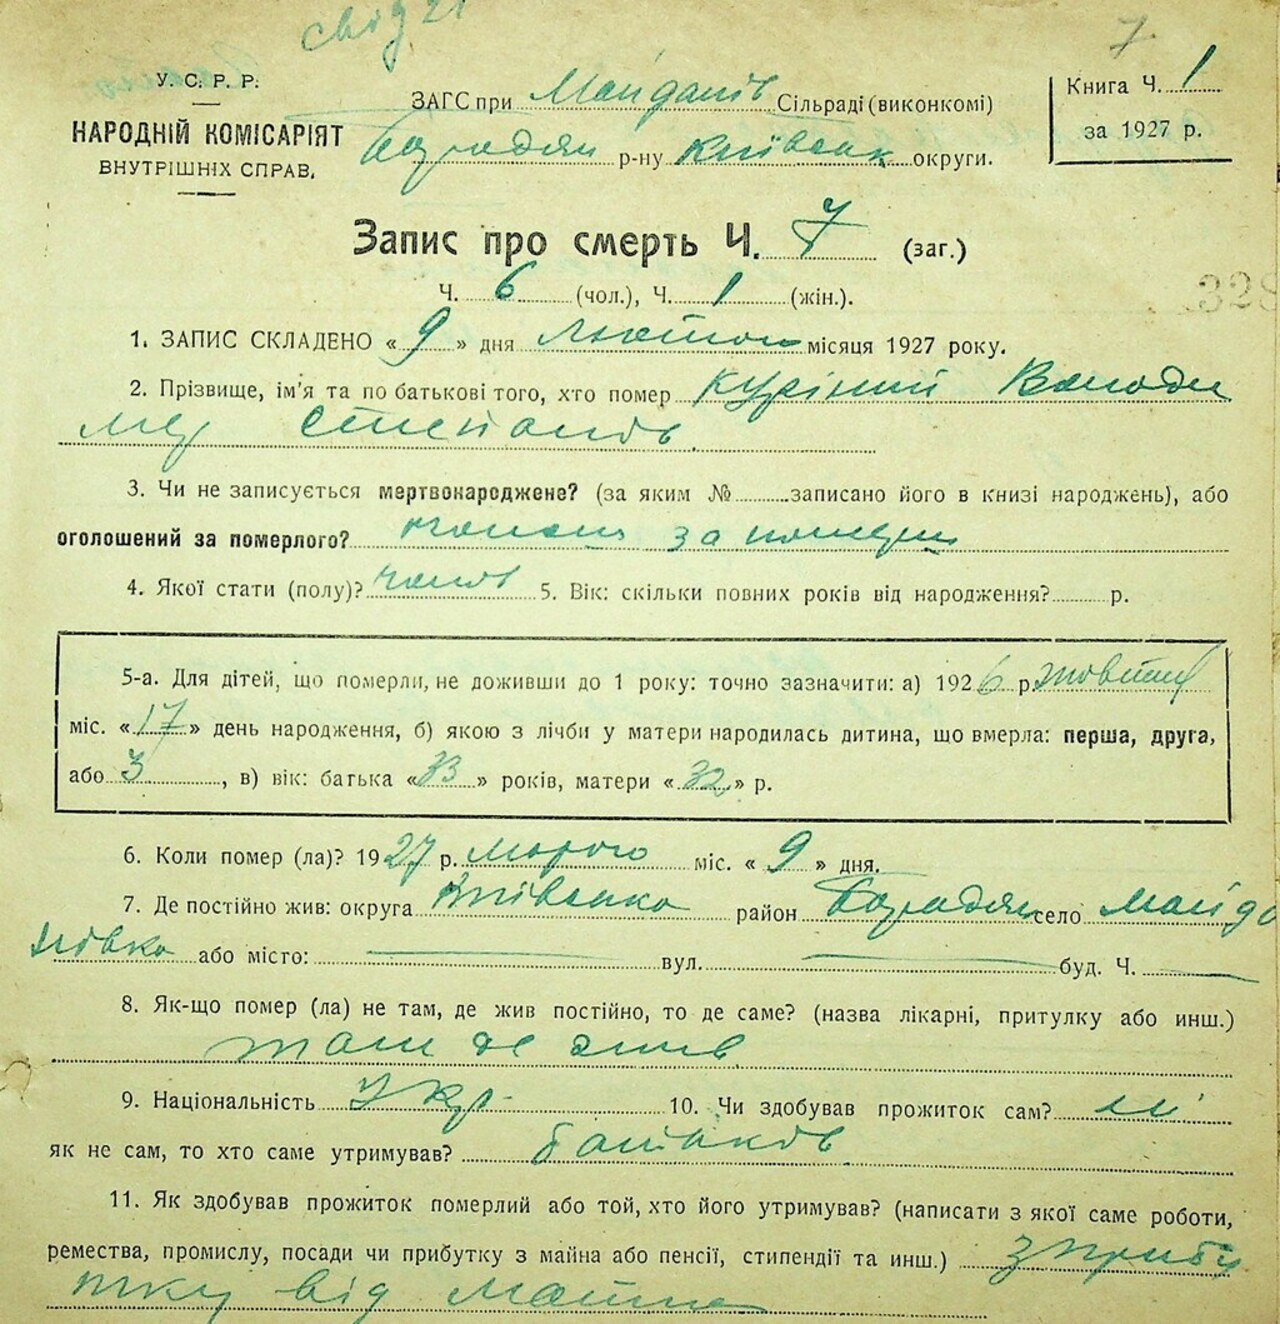 свід 21
7
У. С. Р. Р.
НАРОДНІЙ КОМІСАРІЯТ
ВНУТРІШНІХ СПРАВ.
ЗАГС при Майданів Сільраді (виконкомі)
Бородян р-ну Київськ округи.
Книга Ч. 1
за 1927 р.
Запис про смерть Ч. 7 (заг.)
Ч. 6 (чол.), Ч. 1 (жін.).
328
1. ЗАПИС СКЛАДЕНО « 9 » дня місяця 1927 року.
2. Прізвище, ім'я та по батькові того, хто помер Курінний Володи
мир Степанов
3. Чи не записується мертвонароджене? (за яким № записано його в книзі народжень), або
оголошений за померлого? за
4. Якої стати (полу)? чолов 5. Вік: скільки повних років від народження? р.
5-а. Для дітей, що померли, не доживши до 1 року: точно зазначити: а) 1926 р. жовтня
міс. « 17 » день народження, б) якою з лічби у матери народилась дитина, що вмерла: перша, друга,
або 3, в) вік: батька « 33 » років, матери « 32 » р.
6. Коли помер (ла)? 1927 р. лютого міс. « 9 » дня.
7. Де постійно жив: округа Київська район Бородян село Майда
нівка або місто: вул. буд. Ч.
8. Як-що помер (ла) не там, де жив постійно, то де саме? (назва лікарні, притулку або инш.)
там де жив
9. Національність Укр. 10. Чи здобував прожиток сам? ні
як не сам, то хто саме утримував? батьків
11. Як здобував прожиток померлий або той, хто його утримував? (написати з якої саме роботи,
ремества, промислу, посади чи прибутку з майна або пенсії, стипендії та инш.) з прибу
тку від майна